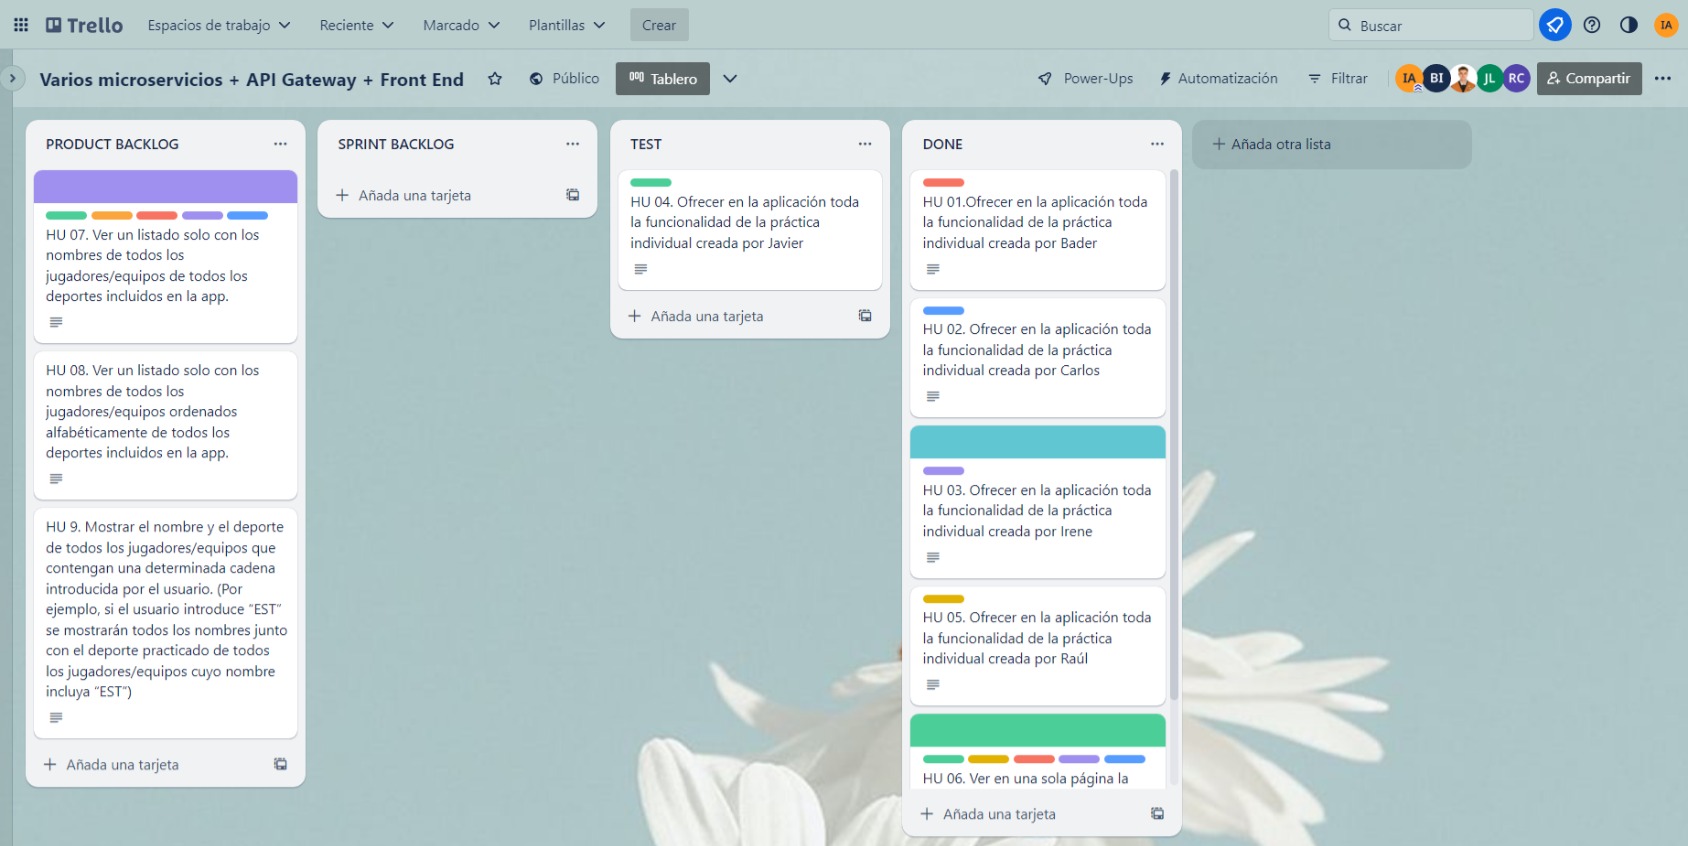 Trello
Espacios de trabajo
Reciente
Marcado
Plantillas
Crear
Buscar
IA
Varios microservicios + API Gateway + Front End
Público
Tablero
Power-Ups
Automatización
Filtrar
IA
BI
JL
RC
Compartir
PRODUCT BACKLOG
HU 07. Ver un listado solo con los
nombres de todos los
jugadores/equipos de todos los
deportes incluidos en la app.
HU 08. Ver un listado solo con los
nombres de todos los
jugadores/equipos ordenados
alfabéticamente de todos los
deportes incluidos en la app.
HU 9. Mostrar el nombre y el deporte
de todos los jugadores/equipos que
contengan una determinada cadena
introducida por el usuario. (Por
ejemplo, si el usuario introduce “EST”
se mostrarán todos los nombres junto
con el deporte practicado de todos
los jugadores/equipos cuyo nombre
incluya “EST”)
Añada una tarjeta
SPRINT BACKLOG
Añada una tarjeta
TEST
HU 04. Ofrecer en la aplicación toda
la funcionalidad de la práctica
individual creada por Javier
Añada una tarjeta
DONE
HU 01.Ofrecer en la aplicación toda
la funcionalidad de la práctica
individual creada por Bader
HU 02. Ofrecer en la aplicación toda
la funcionalidad de la práctica
individual creada por Carlos
HU 03. Ofrecer en la aplicación toda
la funcionalidad de la práctica
individual creada por Irene
HU 05. Ofrecer en la aplicación toda
la funcionalidad de la práctica
individual creada por Raúl
HU 06. Ver en una sola página la
Añada una tarjeta
Añada otra lista